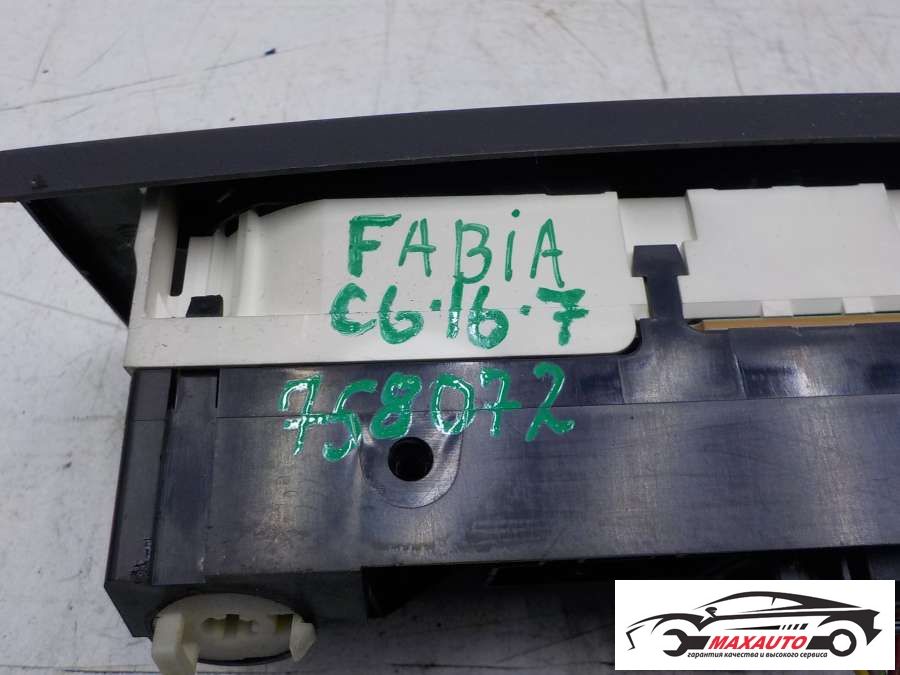 FABiA
C6.16.7
758072
MAXAUTO
гарантия качества и высокого сервиса